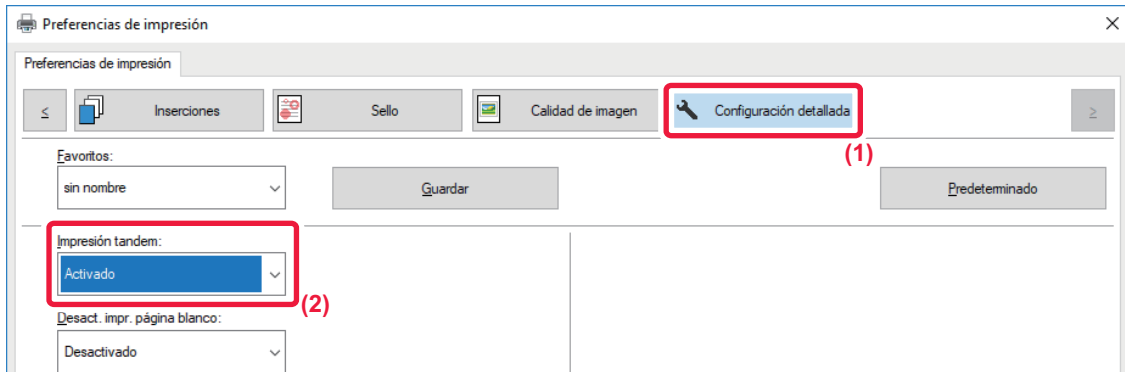 Preferencias de impresión
Preferencias de impresión
< Inserciones Sello Calidad de imagen Configuración detallada >
(1)
Favoritos:
sin nombre Guardar Predeterminado
Impresión tandem:
Activado
(2)
Desact. impr. página blanco:
Desactivado